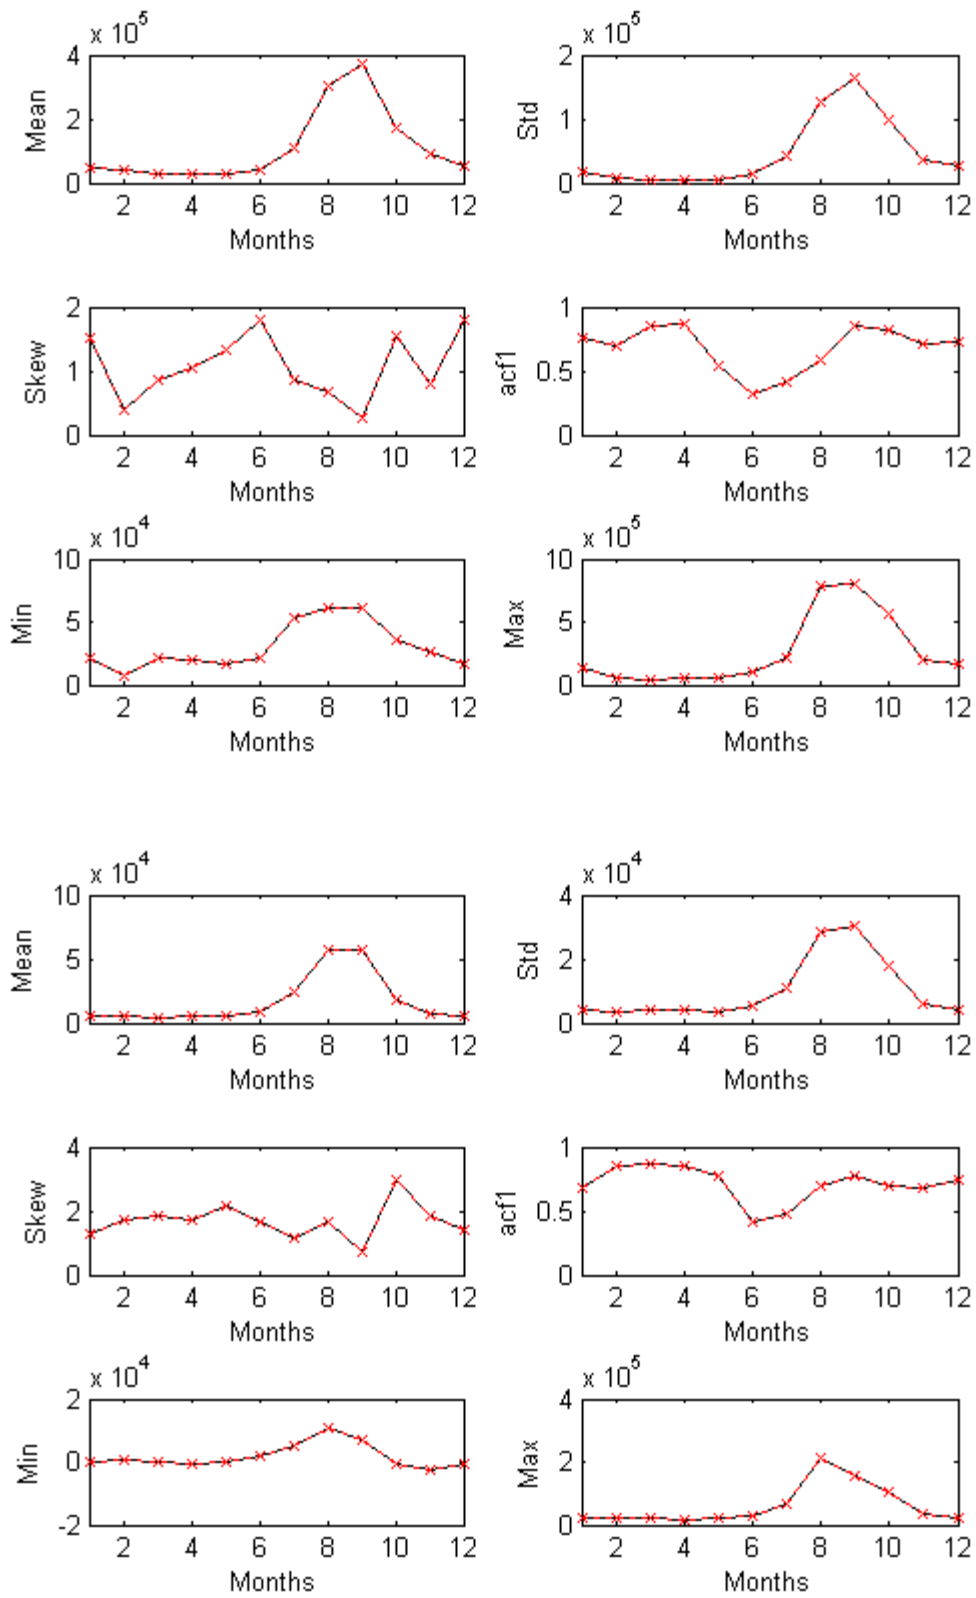 x 10^5 x 10^5
4 2
Mean 2 Std 1
0 0
2 4 6 8 10 12 2 4 6 8 10 12
Months Months
2 1
Skew 1 acf1 0.5
0 0
2 4 6 8 10 12 2 4 6 8 10 12
Months Months
x 10^4 x 10^5
10 10
Min 5 Max 5
0 0
2 4 6 8 10 12 2 4 6 8 10 12
Months Months
x 10^4 x 10^4
10 4
Mean 5 Std 2
0 0
2 4 6 8 10 12 2 4 6 8 10 12
Months Months
4 1
Skew 2 acf1 0.5
0 0
2 4 6 8 10 12 2 4 6 8 10 12
Months Months
x 10^4 x 10^5
2 4
Min 0 Max 2
-2 0
2 4 6 8 10 12 2 4 6 8 10 12
Months Months